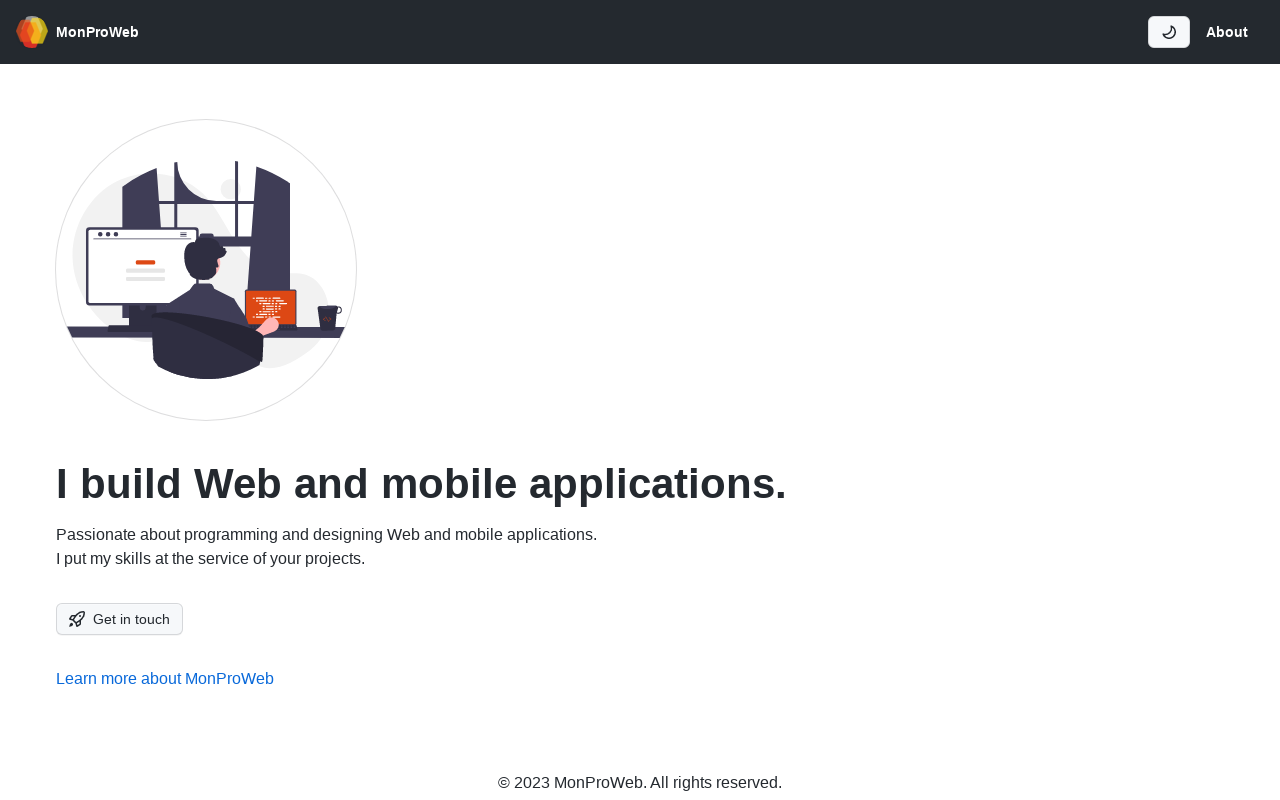 MonProWeb
About
I build Web and mobile applications.
Passionate about programming and designing Web and mobile applications.
I put my skills at the service of your projects.
Get in touch
Learn more about MonProWeb
© 2023 MonProWeb. All rights reserved.